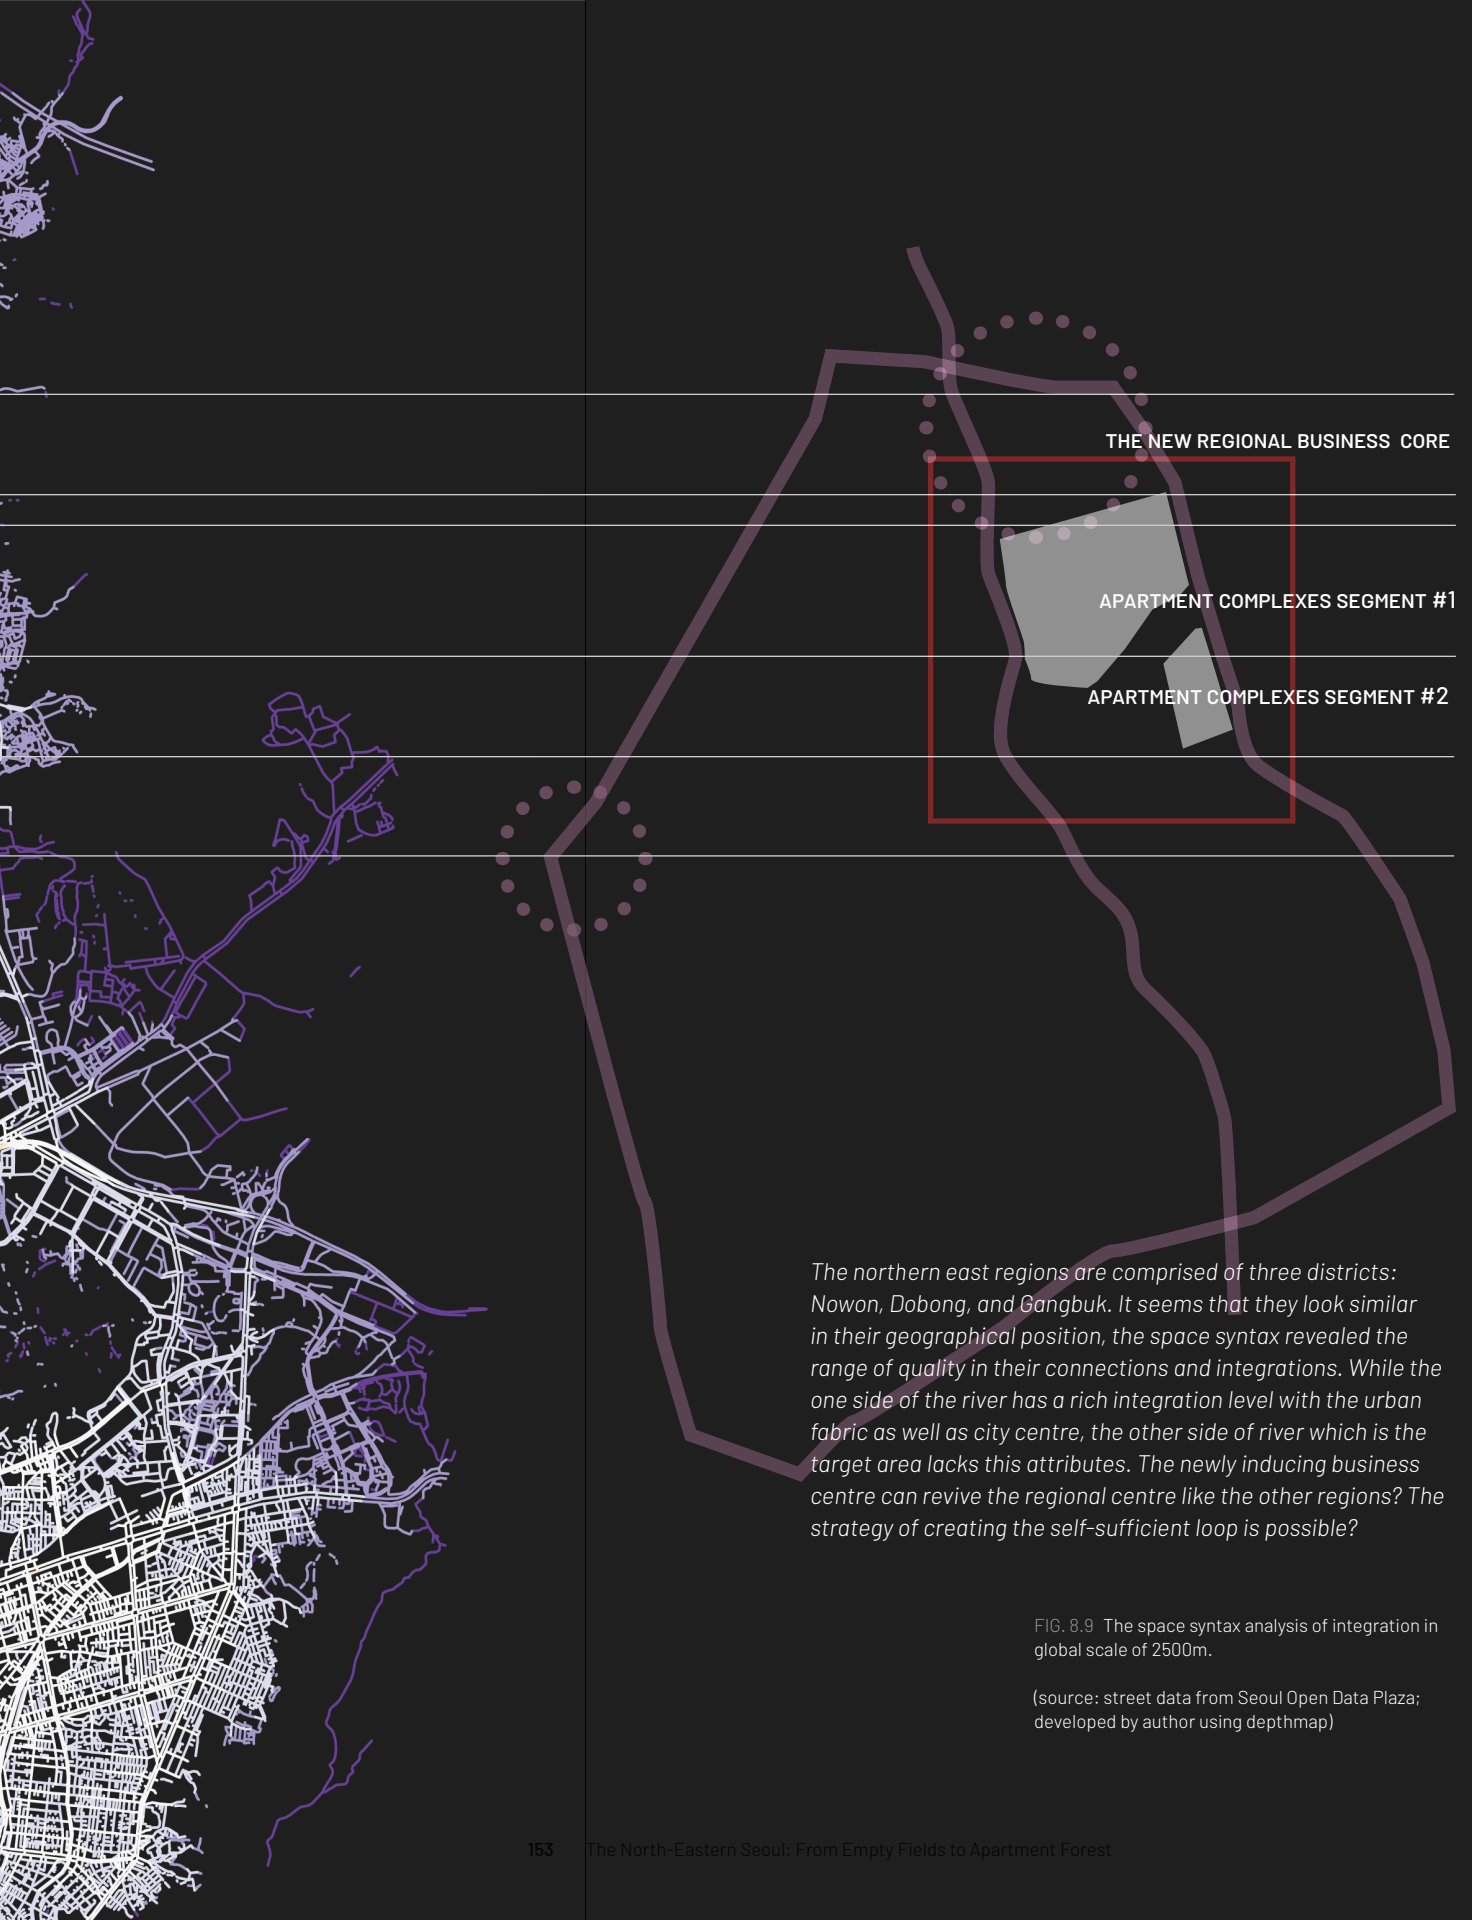 THE NEW REGIONAL BUSINESS CORE
APARTMENT COMPLEXES SEGMENT #1
APARTMENT COMPLEXES SEGMENT #2
The northern east regions are comprised of three districts:
Nowon, Dobong, and Gangbuk. It seems that they look similar
in their geographical position, the space syntax revealed the
range of quality in their connections and integrations. While the
one side of the river has a rich integration level with the urban
fabric as well as city centre, the other side of river which is the
target area lacks this attributes. The newly inducing business
centre can revive the regional centre like the other regions? The
strategy of creating the self-sufficient loop is possible?
FIG. 8.9 The space syntax analysis of integration in
global scale of 2500m.
(source: street data from Seoul Open Data Plaza;
developed by author using depthmap)
153 The North-Eastern Seoul: From Empty Fields to Apartment Forest